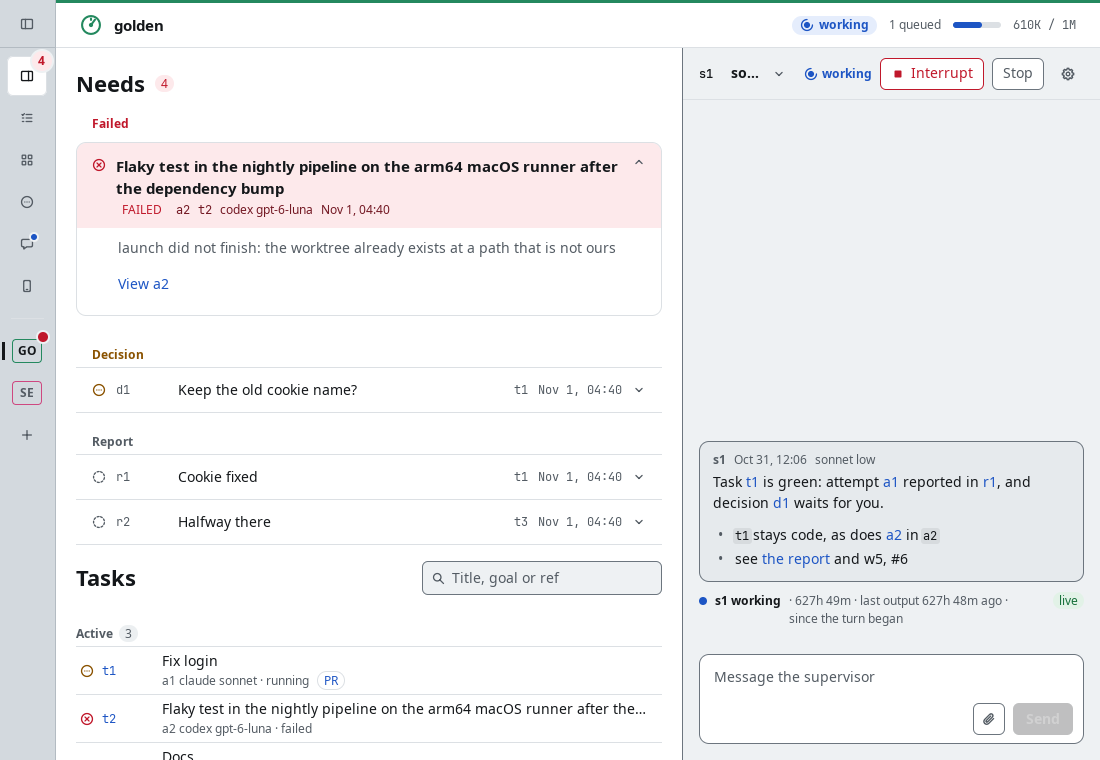 golden
working
1 queued
610K / 1M
4
GO
SE
Needs 4
Failed
Flaky test in the nightly pipeline on the arm64 macOS runner after
the dependency bump
FAILED a2 t2 codex gpt-6-luna Nov 1, 04:40
launch did not finish: the worktree already exists at a path that is not ours
View a2
Decision
d1 Keep the old cookie name? t1 Nov 1, 04:40
Report
r1 Cookie fixed t1 Nov 1, 04:40
r2 Halfway there t3 Nov 1, 04:40
Tasks
Title, goal or ref
Active 3
t1 Fix login
a1 claude sonnet · running PR
t2 Flaky test in the nightly pipeline on the arm64 macOS runner after the…
a2 codex gpt-6-luna · failed
Docs
s1 so… working Interrupt Stop
s1 Oct 31, 12:06 sonnet low
Task t1 is green: attempt a1 reported in r1, and
decision d1 waits for you.
• t1 stays code, as does a2 in a2
• see the report and w5, #6
s1 working · 627h 49m · last output 627h 48m ago · live
since the turn began
Message the supervisor
Send